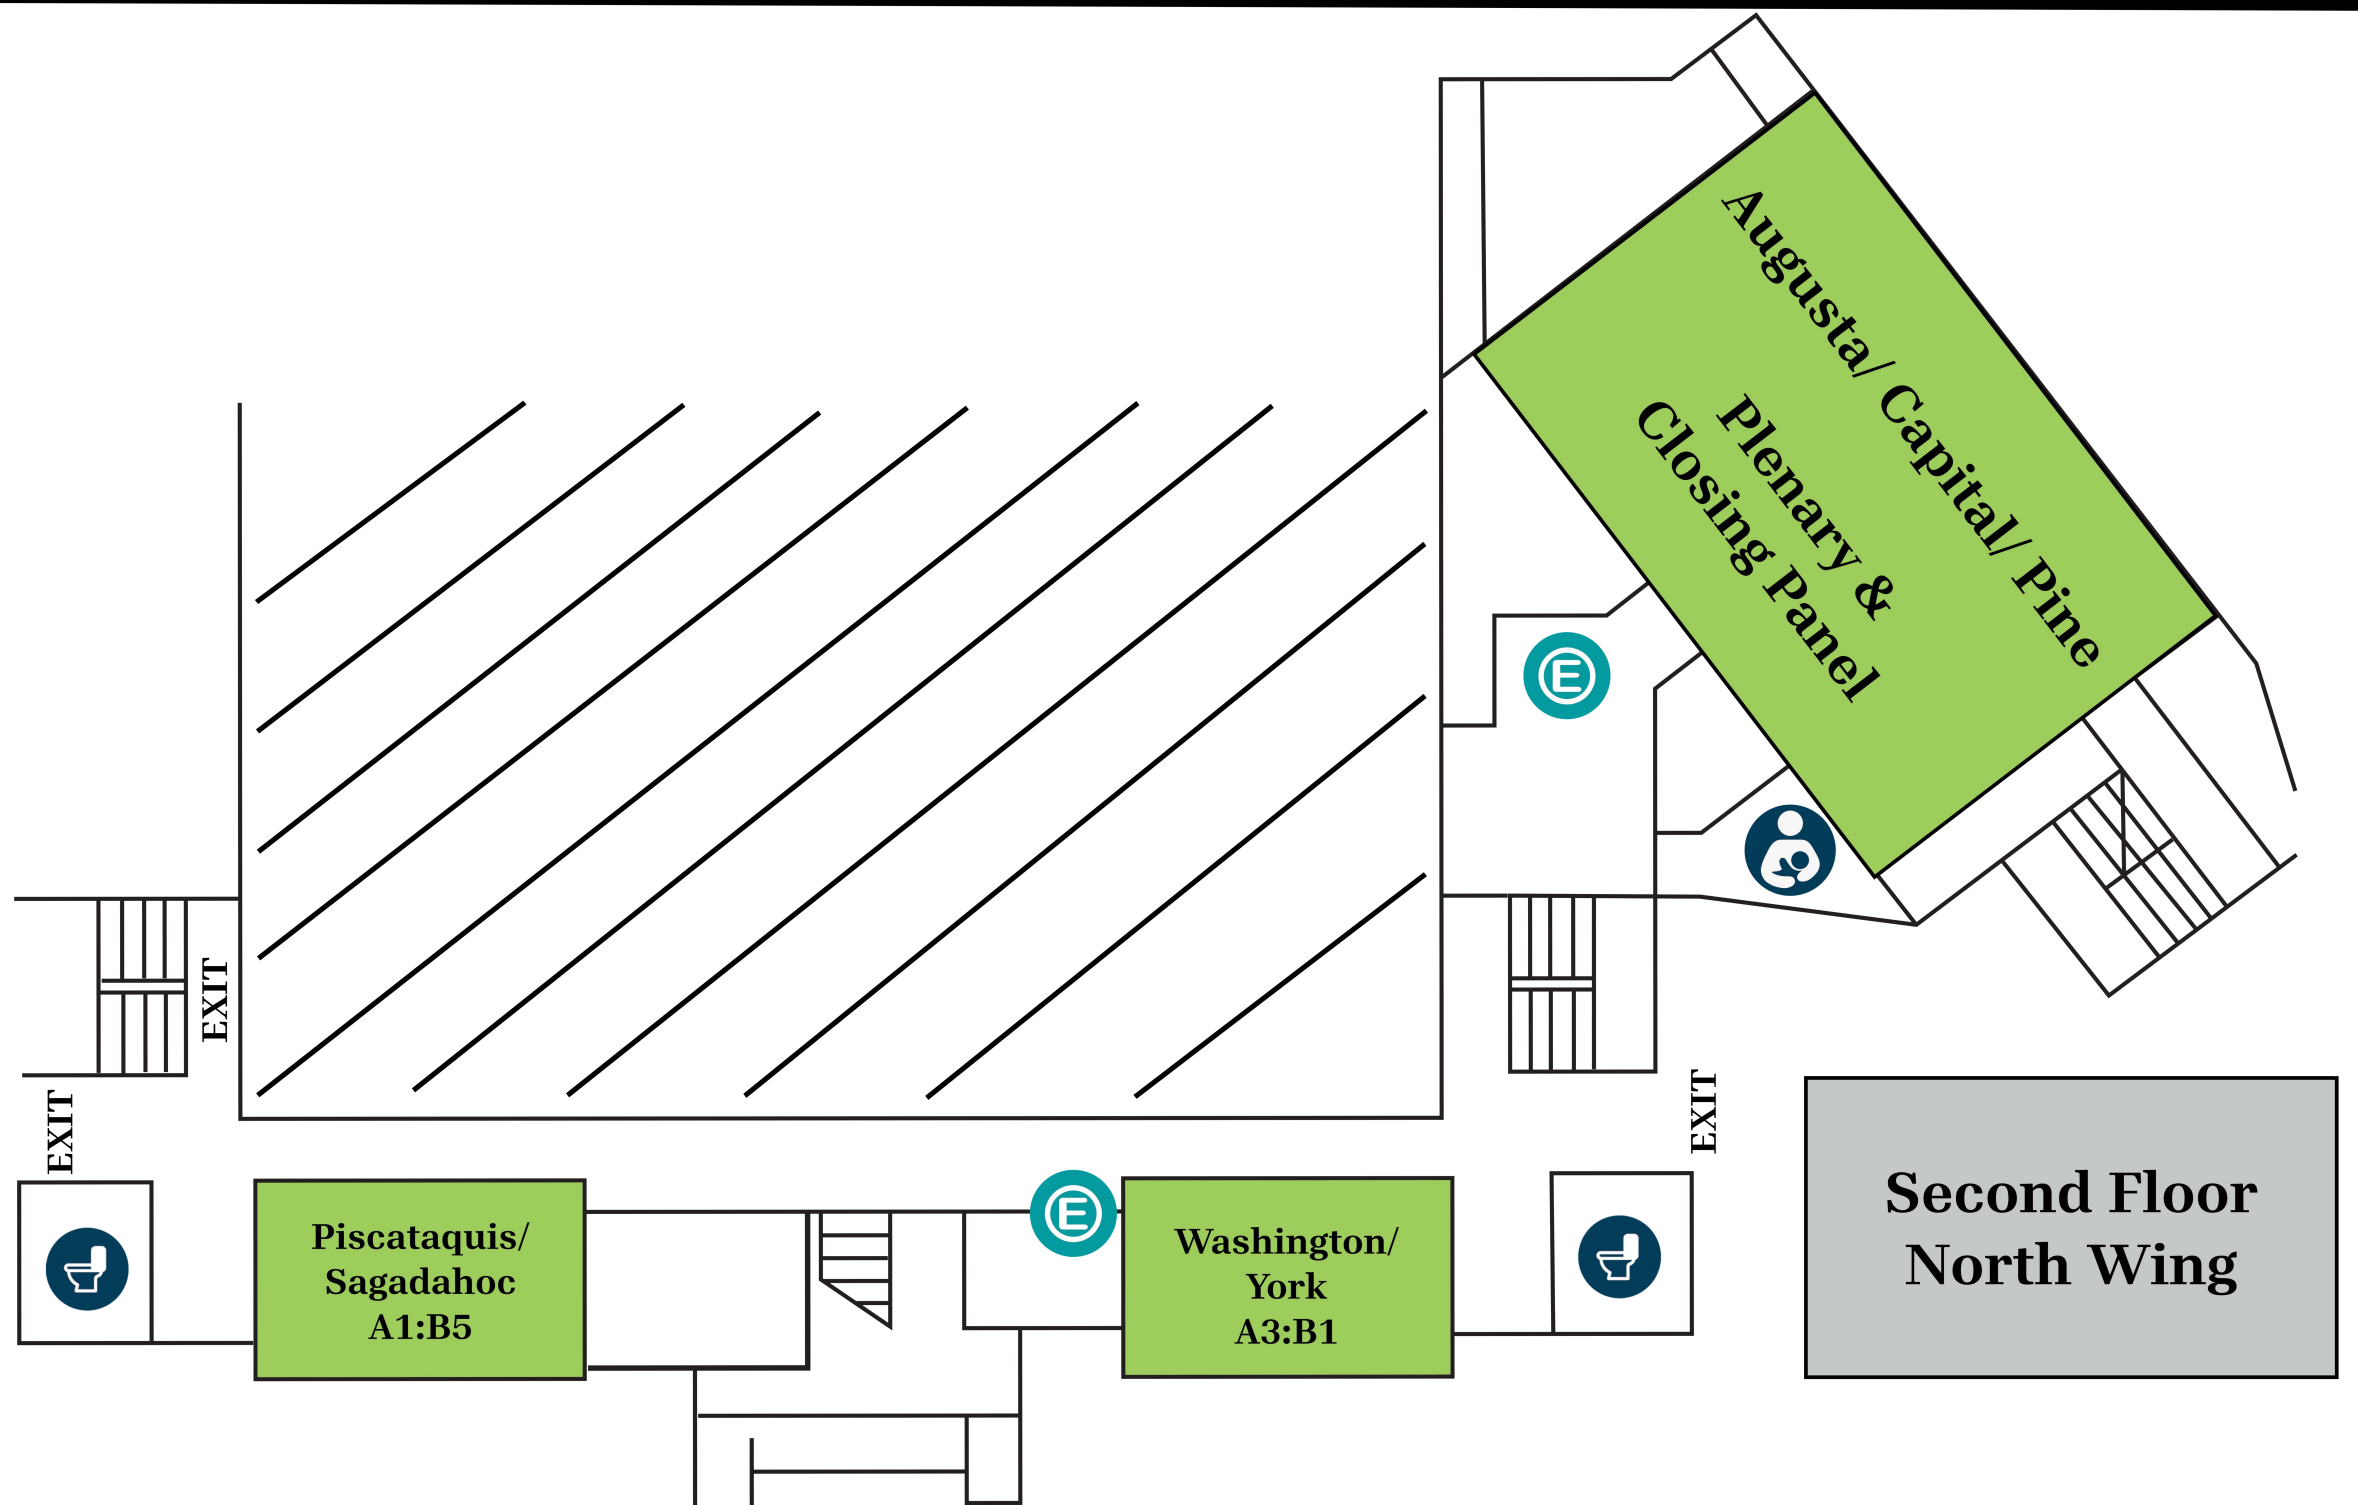 Augusta/ Capital/ Pine
Plenary &
Closing Panel
E
EXIT
EXIT
EXIT
Piscataquis/
Sagadahoc
A1:B5
E
Washington/
York
A3:B1
Second Floor
North Wing